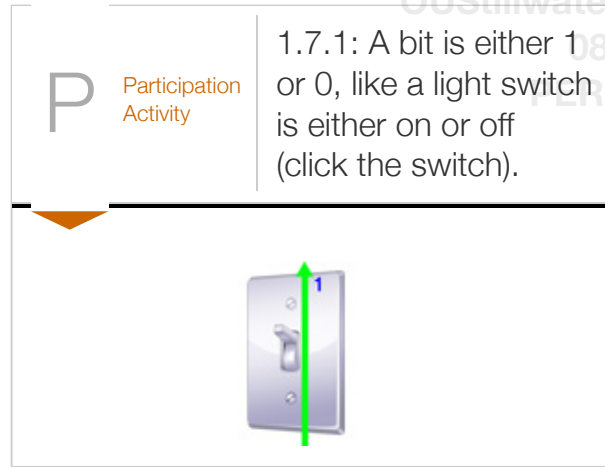 P
Participation
Activity
1.7.1: A bit is either 1
or 0, like a light switch
is either on or off
(click the switch).
1